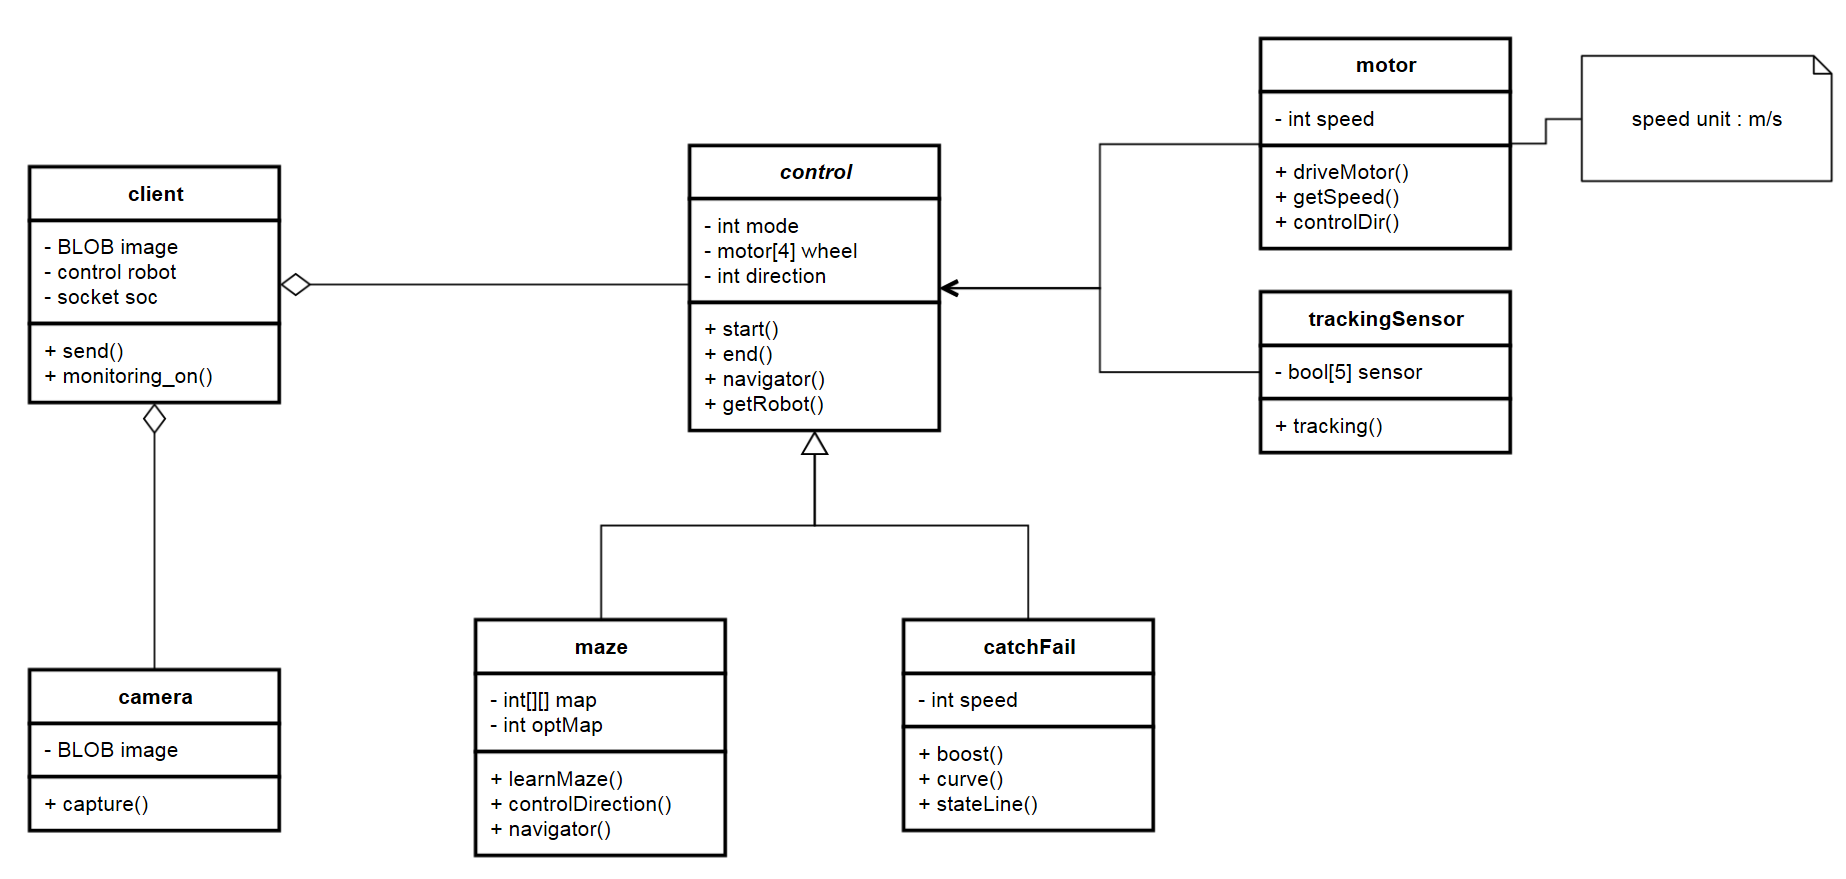 client
- BLOB image
- control robot
- socket soc
+ send()
+ monitoring_on()
camera
- BLOB image
+ capture()
control
- int mode
- motor[4] wheel
- int direction
+ start()
+ end()
+ navigator()
+ getRobot()
maze
- int[][] map
- int optMap
+ learnMaze()
+ controlDirection()
+ navigator()
catchFail
- int speed
+ boost()
+ curve()
+ stateLine()
motor
- int speed
+ driveMotor()
+ getSpeed()
+ controlDir()
speed unit : m/s
trackingSensor
- bool[5] sensor
+ tracking()